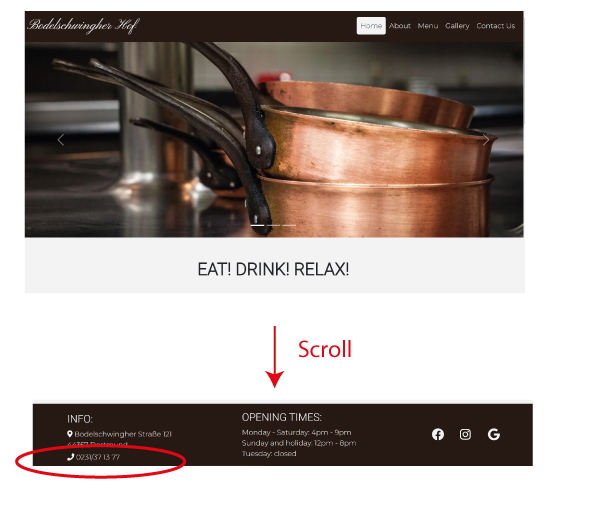 Bodelschwingher Hof
Home About Menu Gallery Contact Us
EAT! DRINK! RELAX!
Scroll
INFO:
Bodelschwingher Straße 121
44357 Dortmund
0231/37 13 77
OPENING TIMES:
Monday - Saturday: 4pm - 9pm
Sunday and holiday: 12pm - 8pm
Tuesday: closed